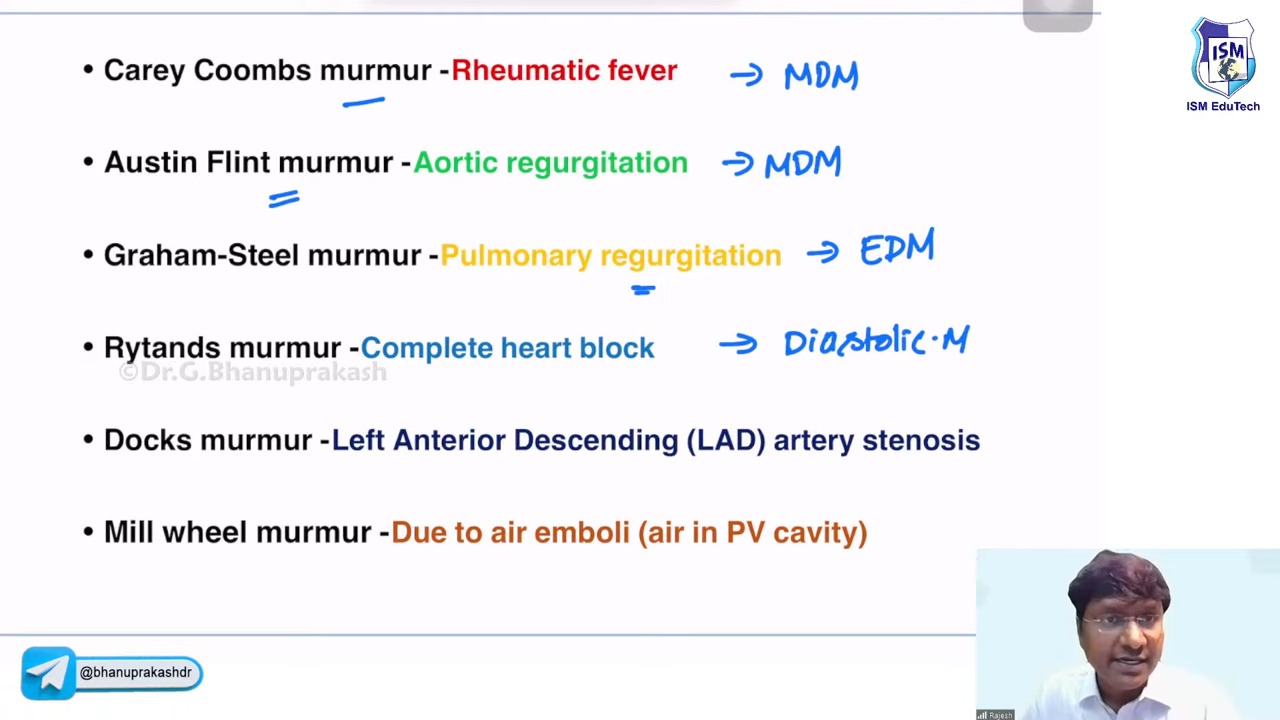 ISM
ISM EduTech
• Carey Coombs murmur -Rheumatic fever → MDM
• Austin Flint murmur -Aortic regurgitation → MDM
• Graham-Steel murmur -Pulmonary regurgitation → EDM
• Rytands murmur -Complete heart block → Diastolic·M
©Dr.G.Bhanuprakash
• Docks murmur -Left Anterior Descending (LAD) artery stenosis
• Mill wheel murmur -Due to air emboli (air in PV cavity)
@bhanuprakashdr
Rajesh